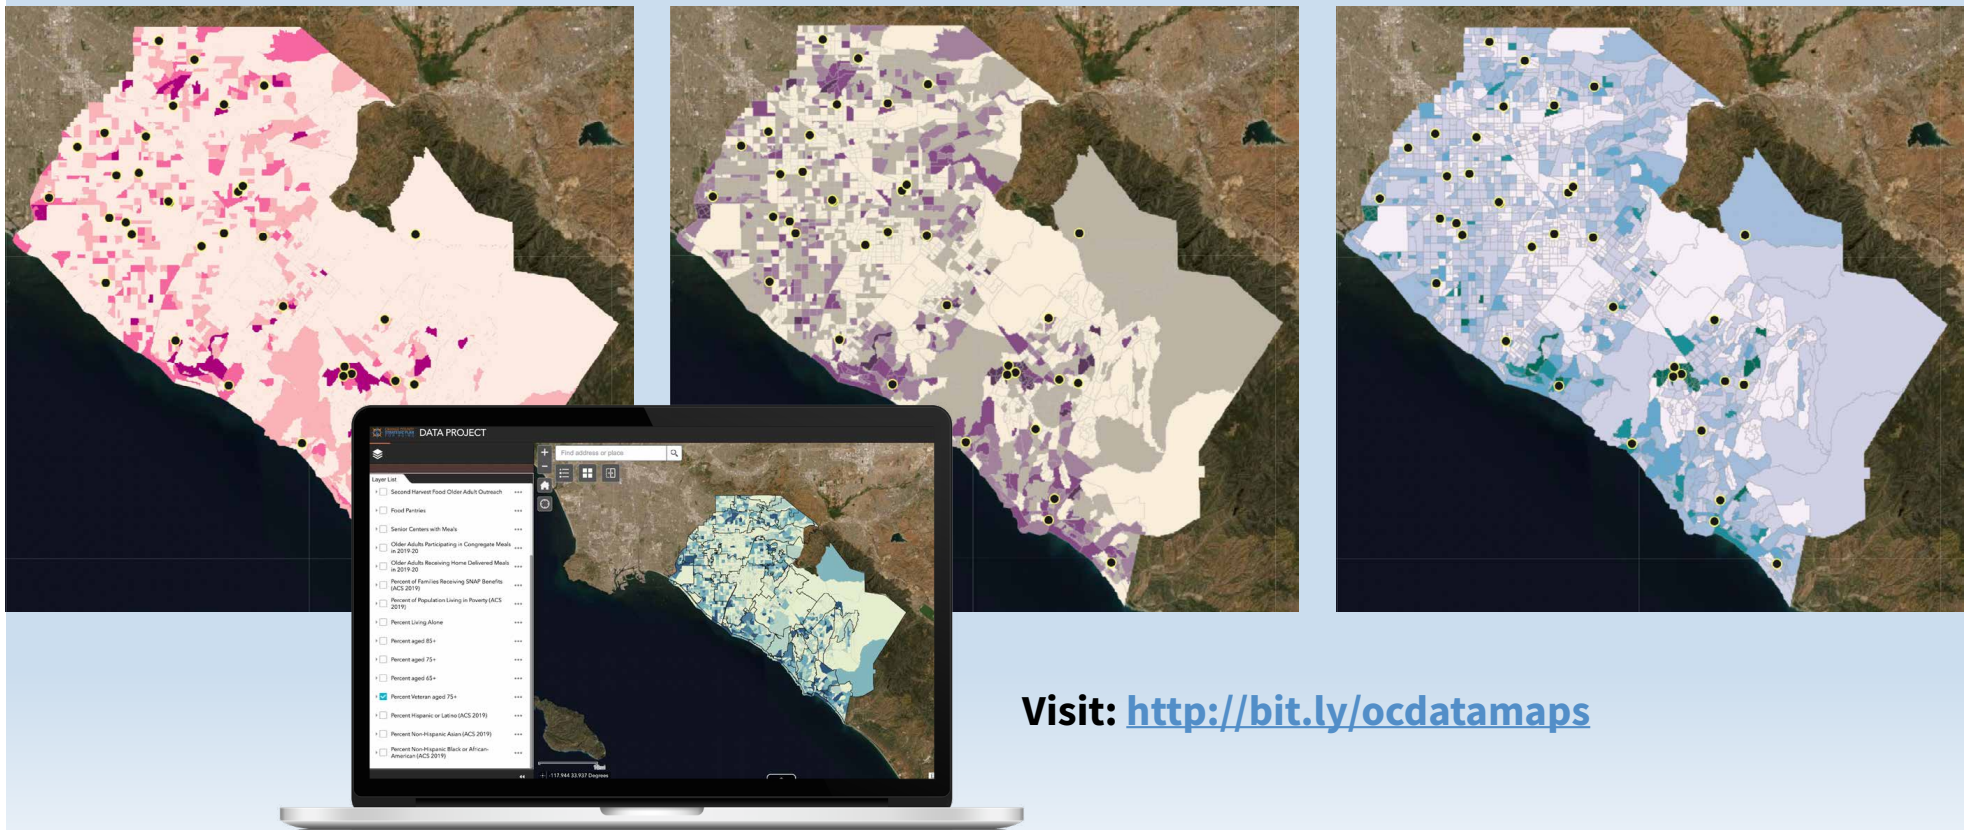 DATA PROJECT
Find address or place
Layer List
Second Harvest Food Older Adult Outreach
Food Pantries
Senior Centers with Meals
Older Adults Participating in Congregate Meals
in 2019-20
Older Adults Receiving Home Delivered Meals
in 2019-20
Percent of Families Receiving SNAP Benefits
(ACS 2019)
Percent of Population Living in Poverty (ACS
2019)
Percent Living Alone
Percent aged 85+
Percent aged 75+
Percent aged 65+
Percent Veteran aged 75+
Percent Hispanic or Latino (ACS 2019)
Percent Non-Hispanic Asian (ACS 2019)
Percent Non-Hispanic Black or African-
American (ACS 2019)
-117.944 33.937 Degrees
Visit: http://bit.ly/ocdatamaps